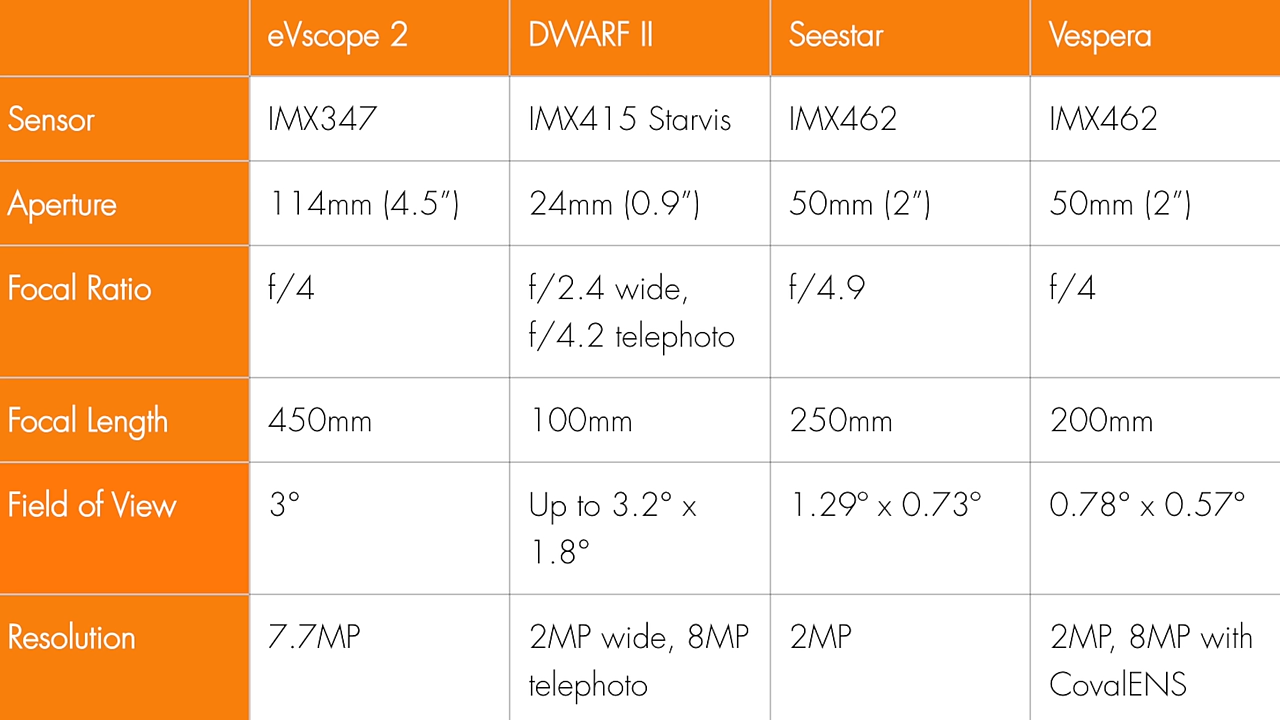 eVscope 2 DWARF II Seestar Vespera
Sensor IMX347 IMX415 Starvis IMX462 IMX462
Aperture 114mm (4.5”) 24mm (0.9”) 50mm (2”) 50mm (2”)
Focal Ratio f/4 f/2.4 wide, f/4.9 f/4
f/4.2 telephoto
Focal Length 450mm 100mm 250mm 200mm
Field of View 3° Up to 3.2° x 1.29° x 0.73° 0.78° x 0.57°
1.8°
Resolution 7.7MP 2MP wide, 8MP 2MP 2MP, 8MP with
telephoto CovalENS